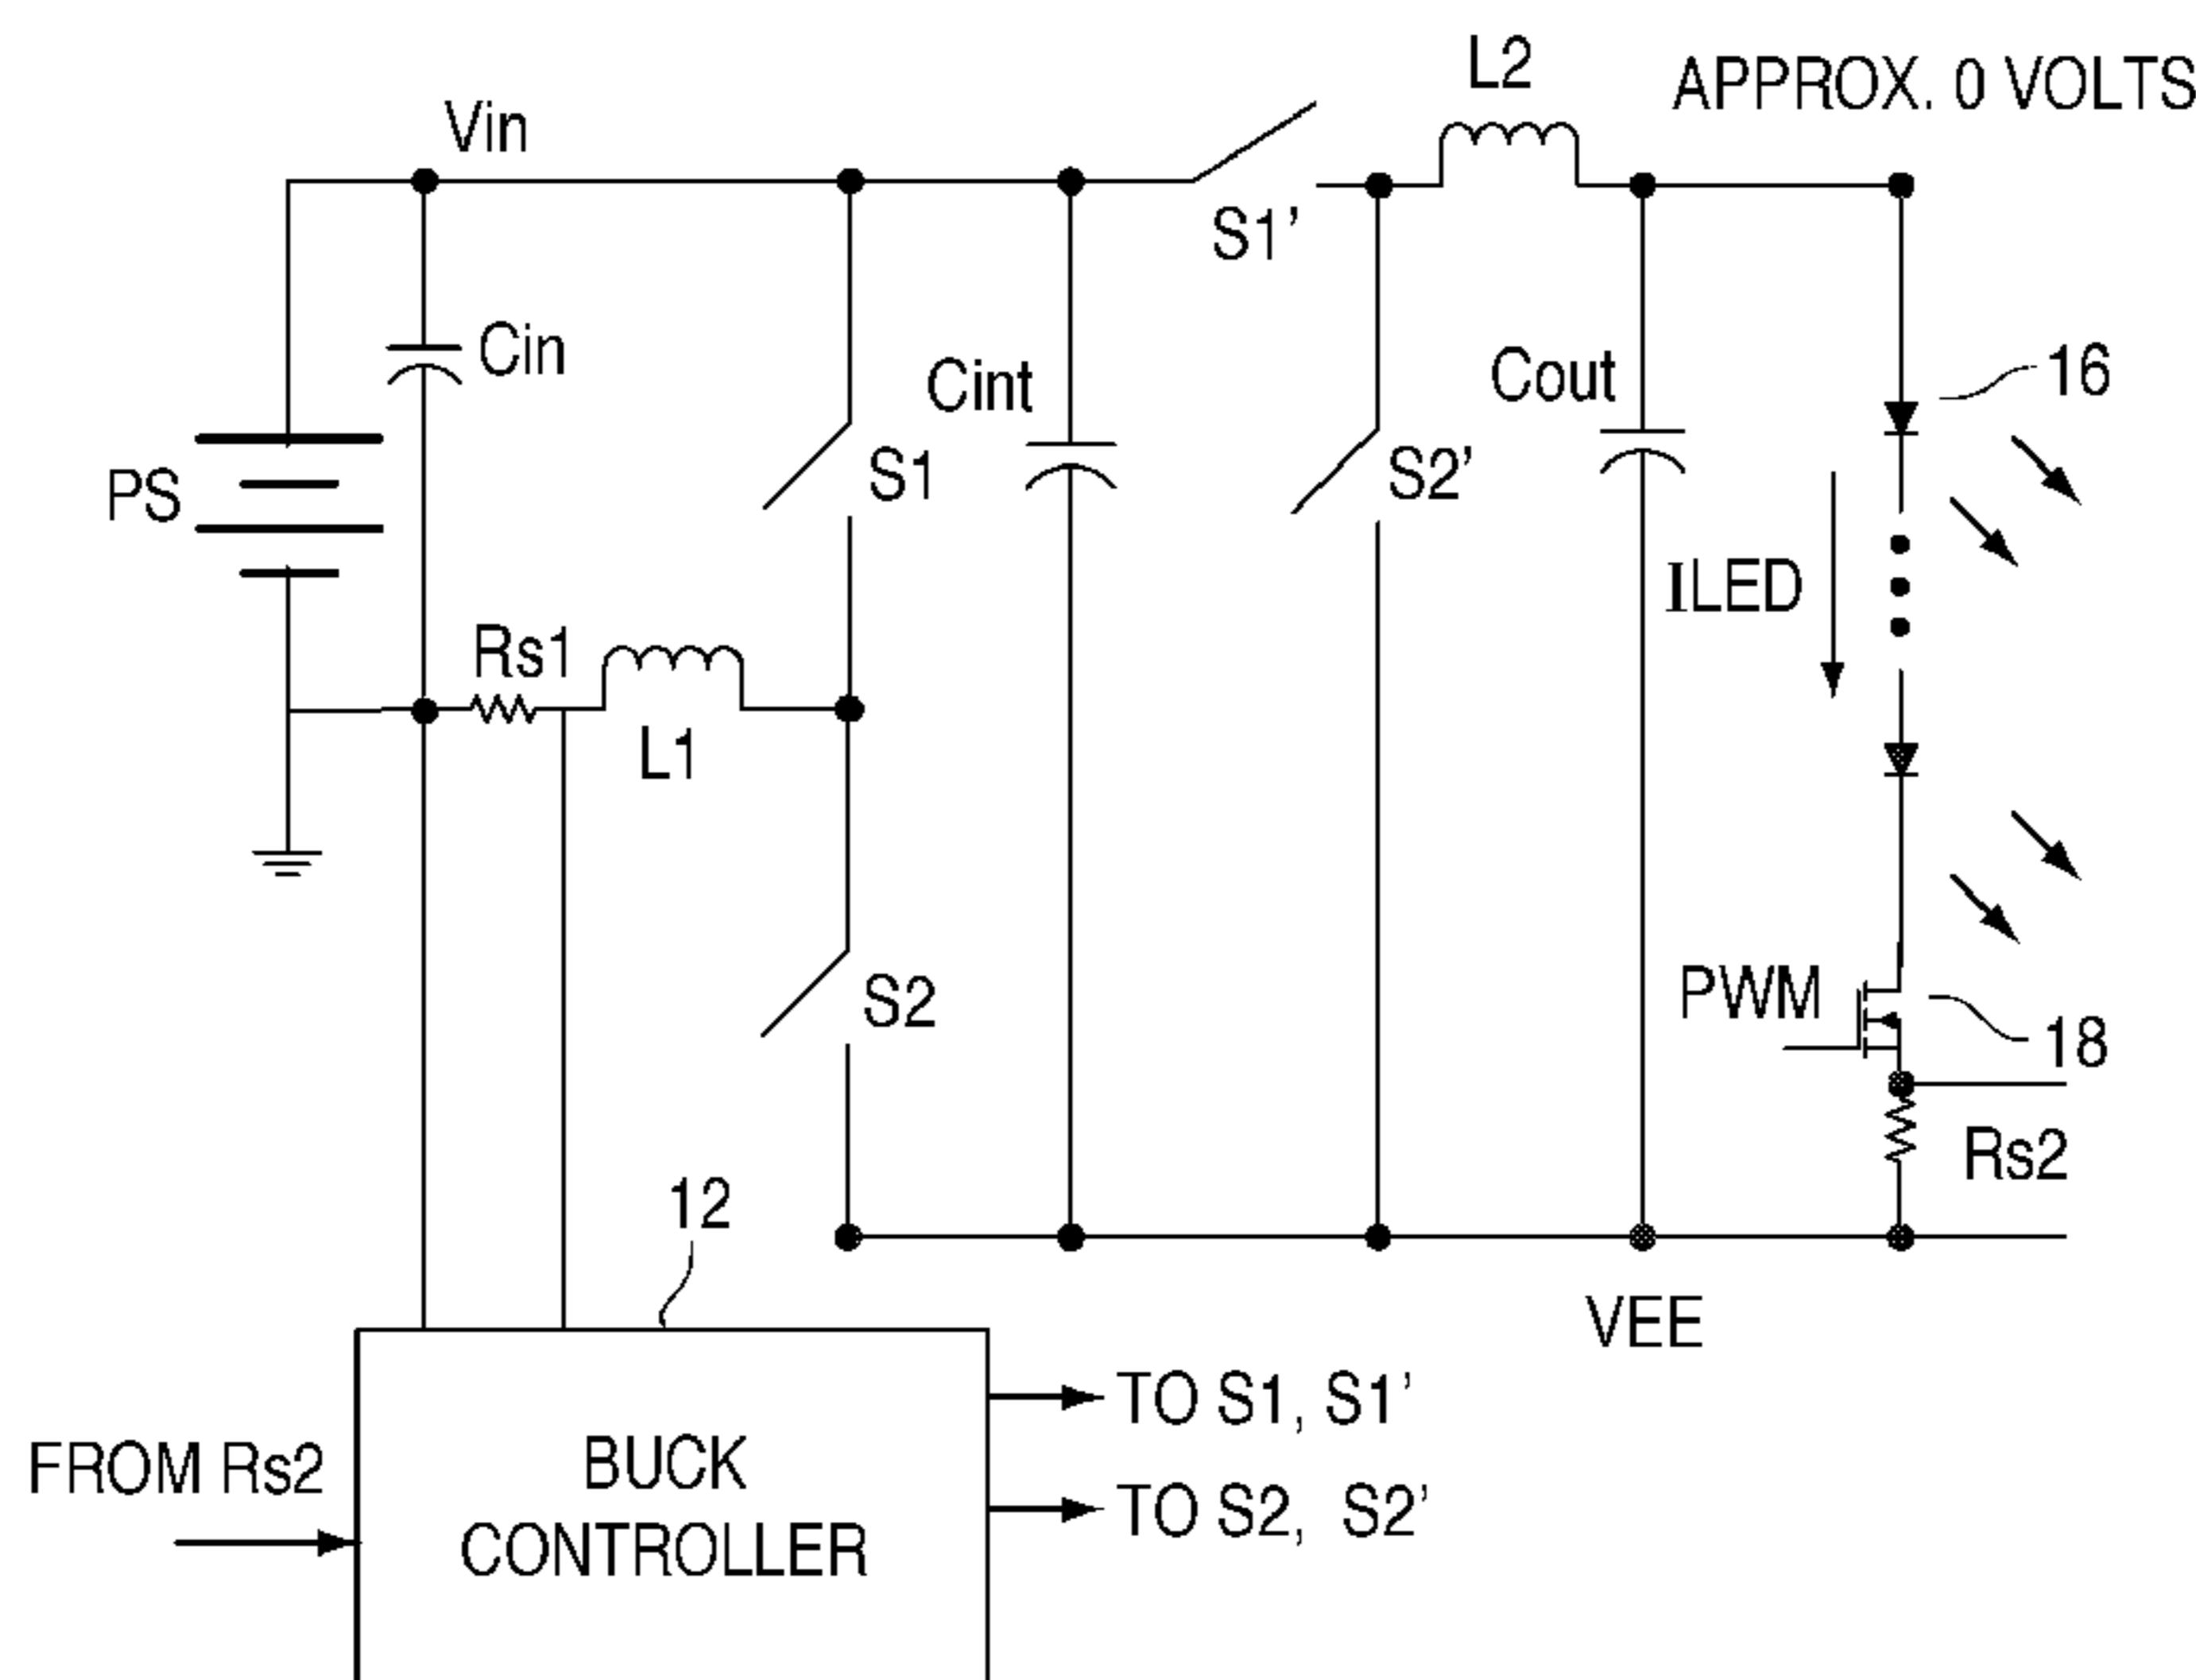 L2
APPROX. 0 VOLTS
Vin
S1'
Cin
16
Cint
Cout
S1
S2'
PS
ILED
Rs1
L1
PWM
S2
18
Rs2
12
VEE
TO S1, S1'
FROM Rs2
BUCK
CONTROLLER
TO S2, S2'